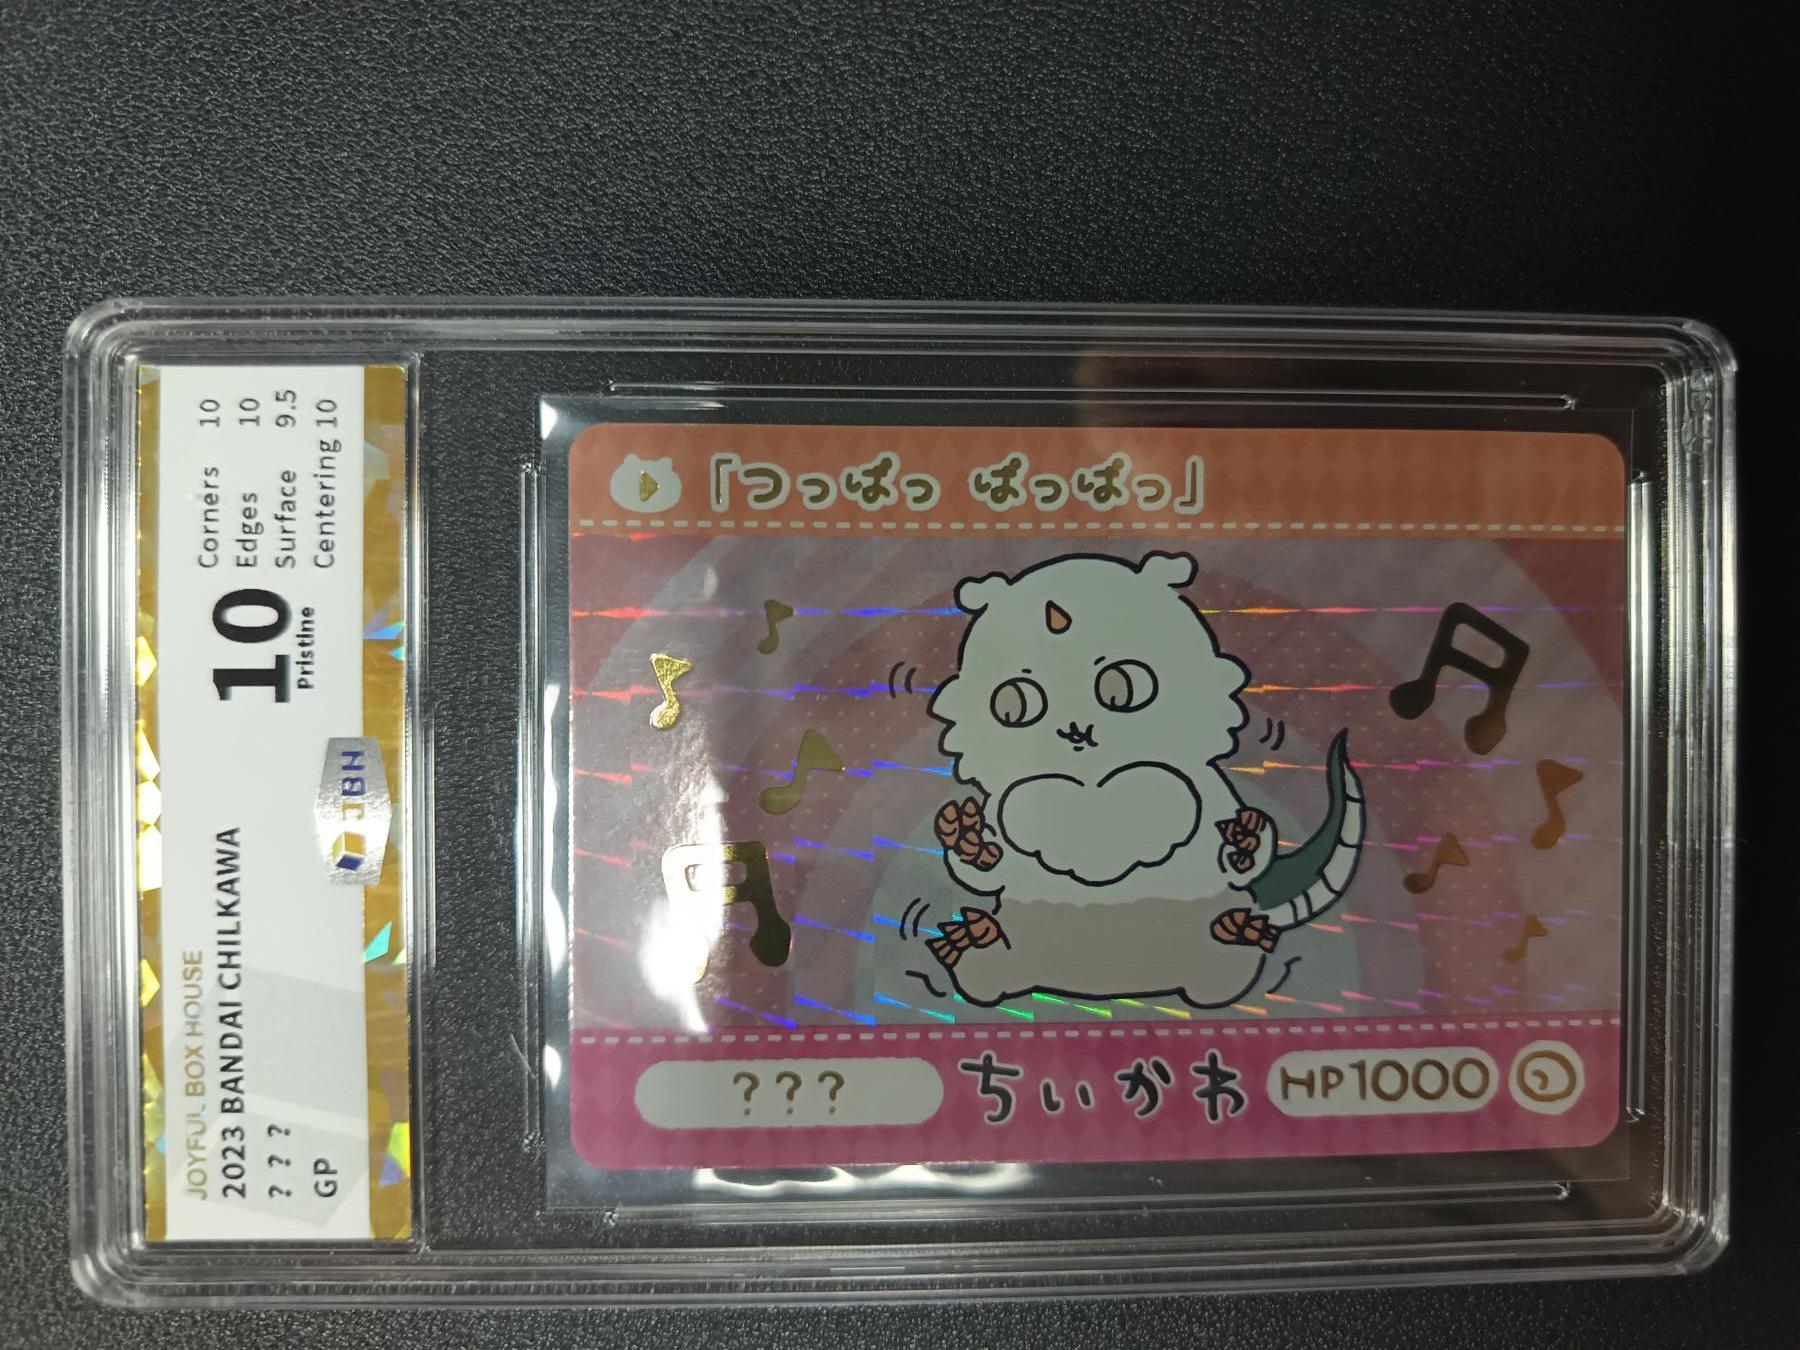 JOYFUL BOX HOUSE
2023 BANDAI CHILKAWA
? ? ?
GP
JBH
10
Pristine
Corners 10
Edges 10
Surface 9.5
Centering 10
「つっぱっ ぱっぱっ」
???
ちいかわ
HP1000